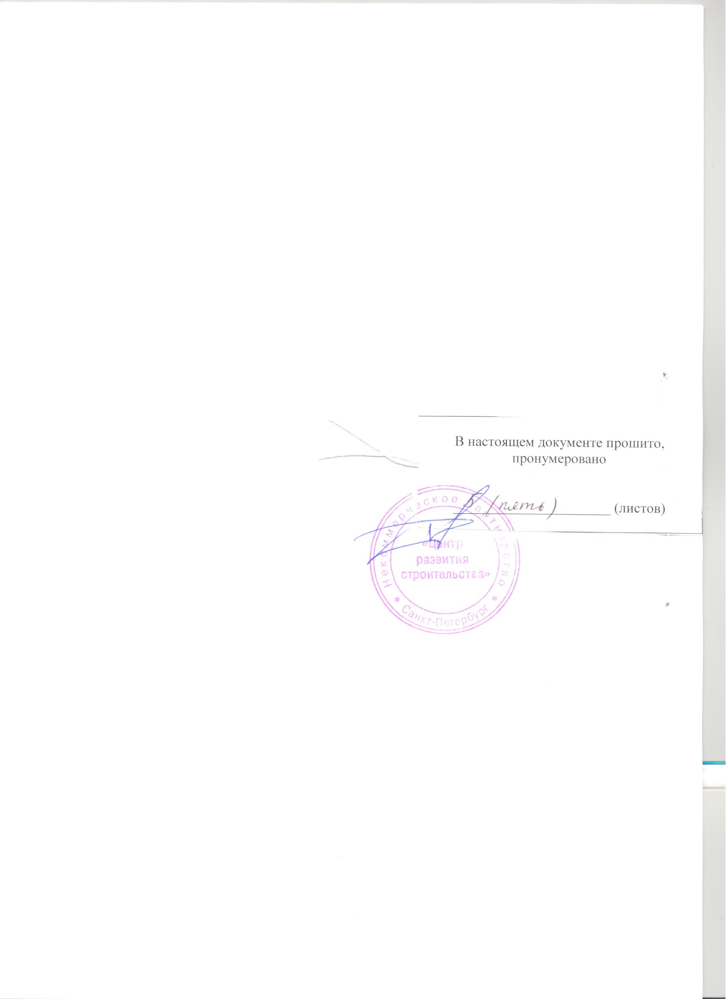 В настоящем документе прошито,
пронумеровано
5 (пять) (листов)
Некоммерческое партнерство
«Центр
развития
строительства»
* Санкт-Петербург *